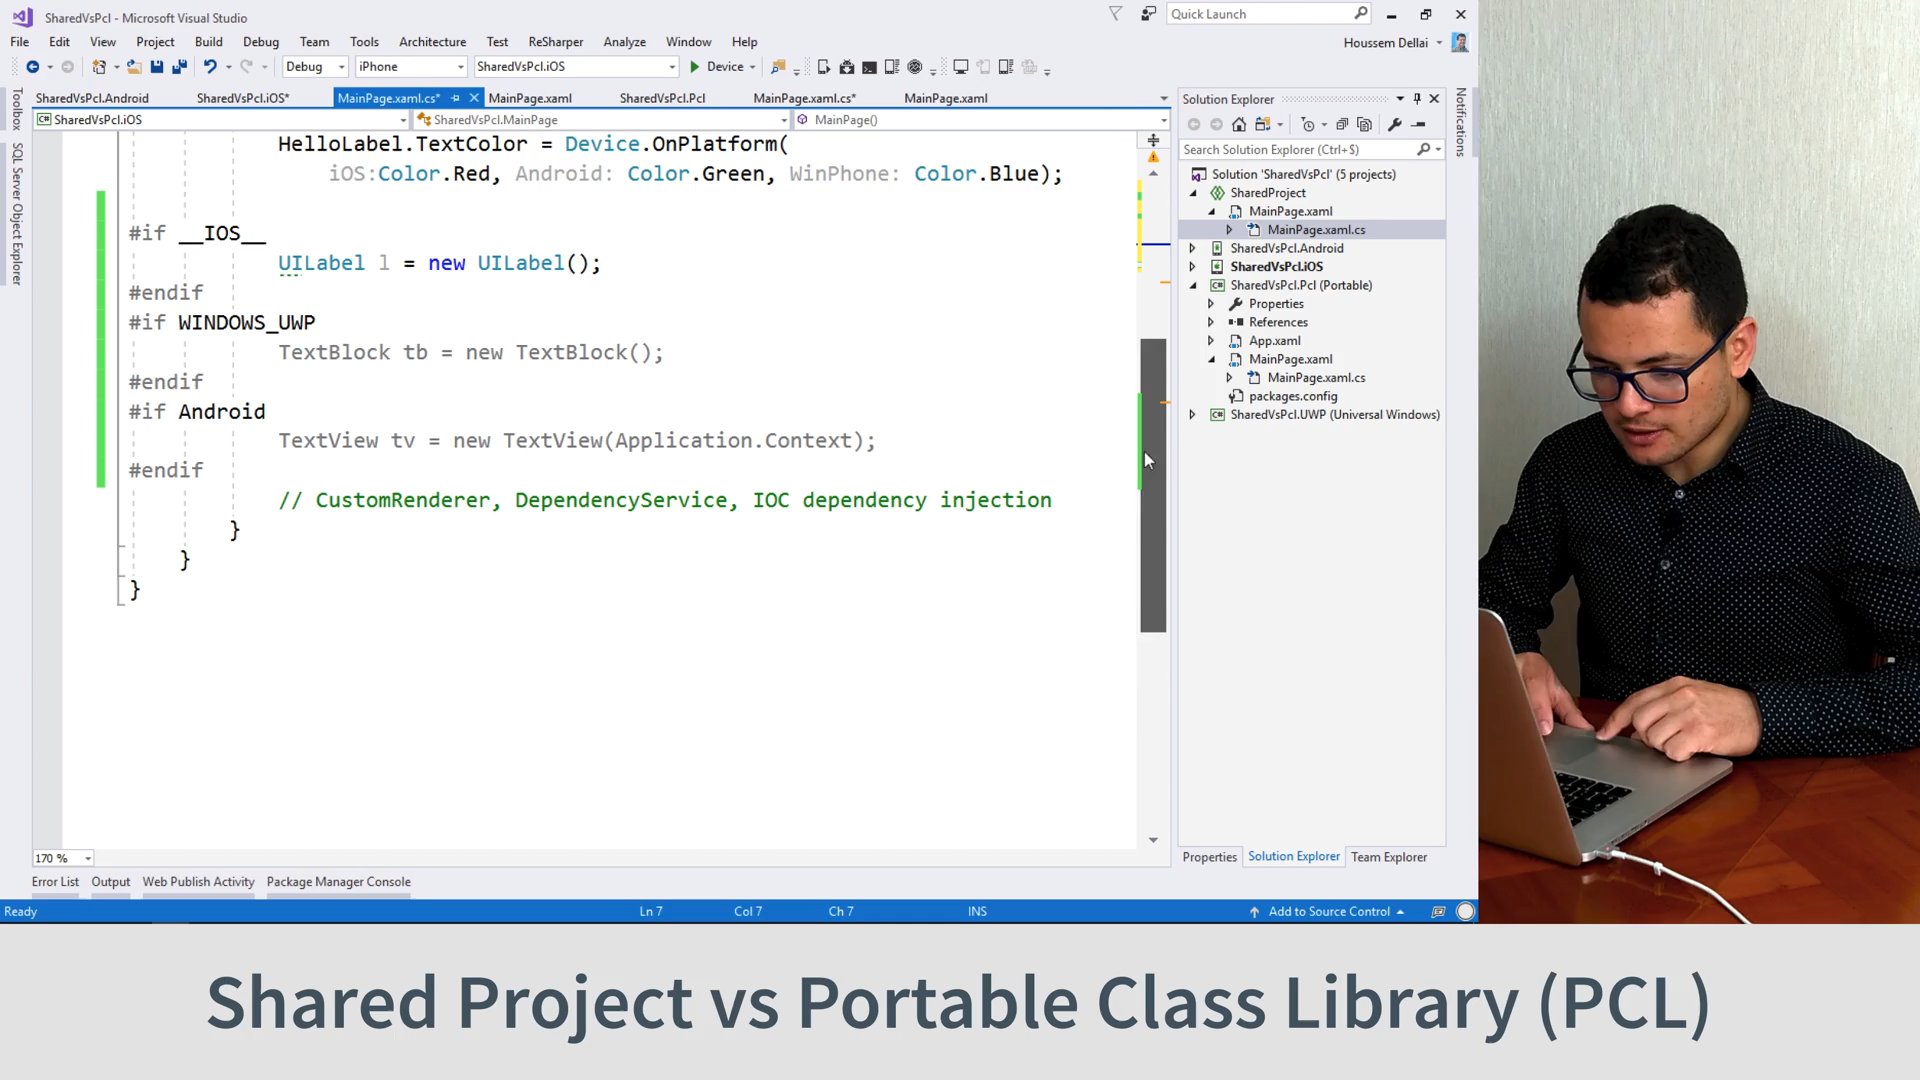 SharedVsPcl - Microsoft Visual Studio
Quick Launch
File Edit View Project Build Debug Team Tools Architecture Test ReSharper Analyze Window Help
Houssem Dellai
Debug iPhone SharedVsPcl.iOS Device
SharedVsPcl.Android SharedVsPcl.iOS* MainPage.xaml.cs* MainPage.xaml SharedVsPcl.Pcl MainPage.xaml.cs* MainPage.xaml
SharedVsPcl.iOS SharedVsPcl.MainPage MainPage()
Toolbox
SQL Server Object Explorer
HelloLabel.TextColor = Device.OnPlatform(
iOS:Color.Red, Android: Color.Green, WinPhone: Color.Blue);
#if __IOS__
UILabel l = new UILabel();
#endif
#if WINDOWS_UWP
TextBlock tb = new TextBlock();
#endif
#if Android
TextView tv = new TextView(Application.Context);
#endif
// CustomRenderer, DependencyService, IOC dependency injection
}
}
}
170 %
Solution Explorer
Notifications
Search Solution Explorer (Ctrl+$)
Solution 'SharedVsPcl' (5 projects)
SharedProject
MainPage.xaml
MainPage.xaml.cs
SharedVsPcl.Android
SharedVsPcl.iOS
SharedVsPcl.Pcl (Portable)
Properties
References
App.xaml
MainPage.xaml
MainPage.xaml.cs
packages.config
SharedVsPcl.UWP (Universal Windows)
Properties Solution Explorer Team Explorer
Error List Output Web Publish Activity Package Manager Console
Ready Ln 7 Col 7 Ch 7 INS Add to Source Control
Shared Project vs Portable Class Library (PCL)